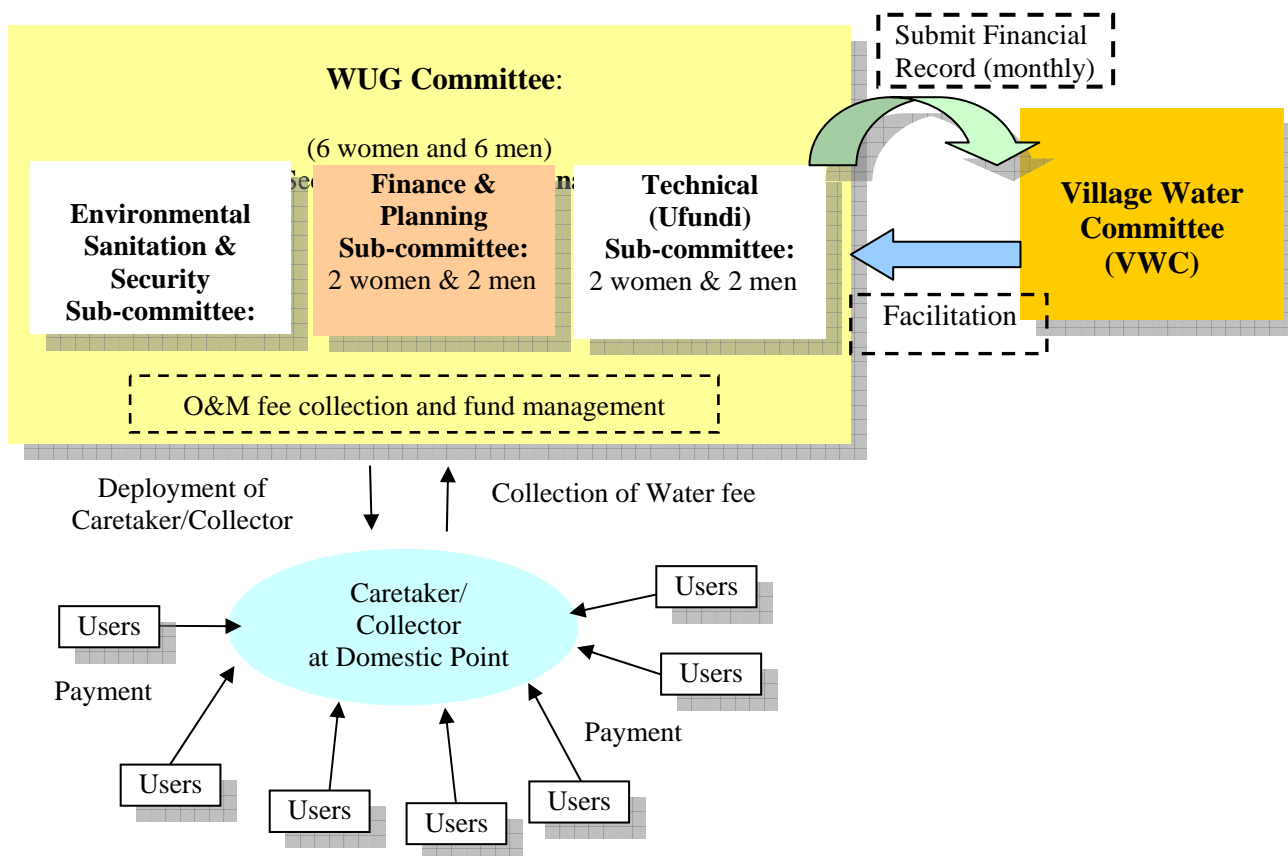 Submit Financial
Record (monthly)
WUG Committee:
(6 women and 6 men)
Environmental
Sanitation &
Security
Sub-committee:
Finance &
Planning
Sub-committee:
2 women & 2 men
Technical
(Ufundi)
Sub-committee:
2 women & 2 men
Village Water
Committee
(VWC)
Facilitation
O&M fee collection and fund management
Deployment of
Caretaker/Collector
Collection of Water fee
Caretaker/
Collector
at Domestic Point
Users
Users
Users
Users
Payment
Payment
Users
Users
Users
Users